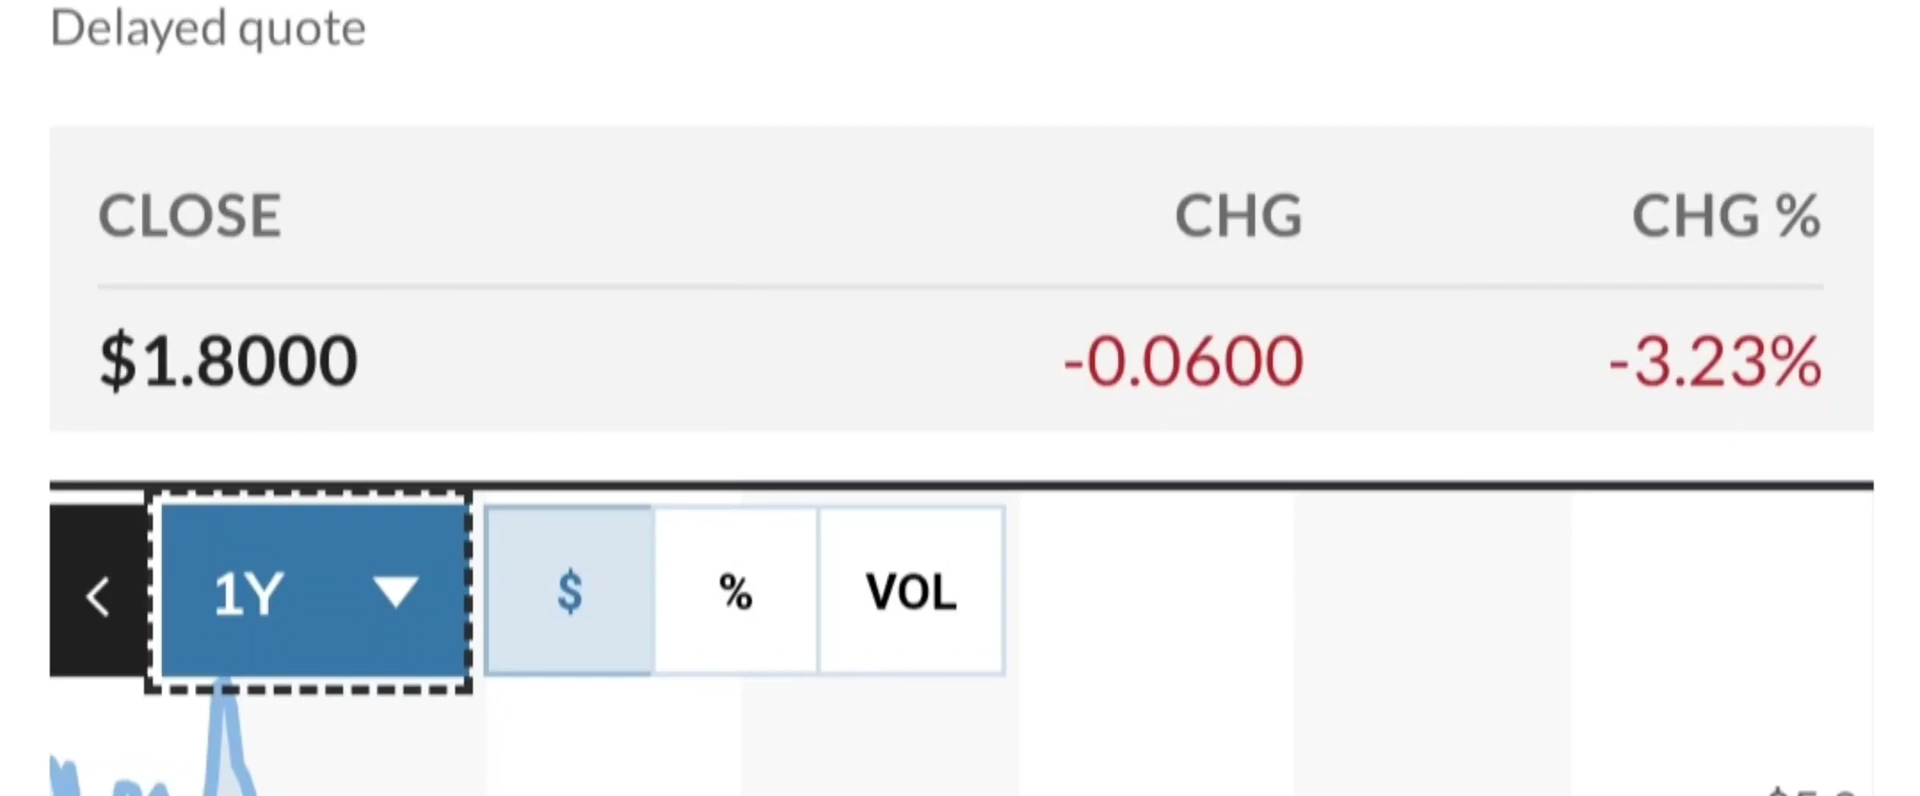 Delayed quote
CLOSE CHG CHG %
$1.8000 -0.0600 -3.23%
1Y $ % VOL